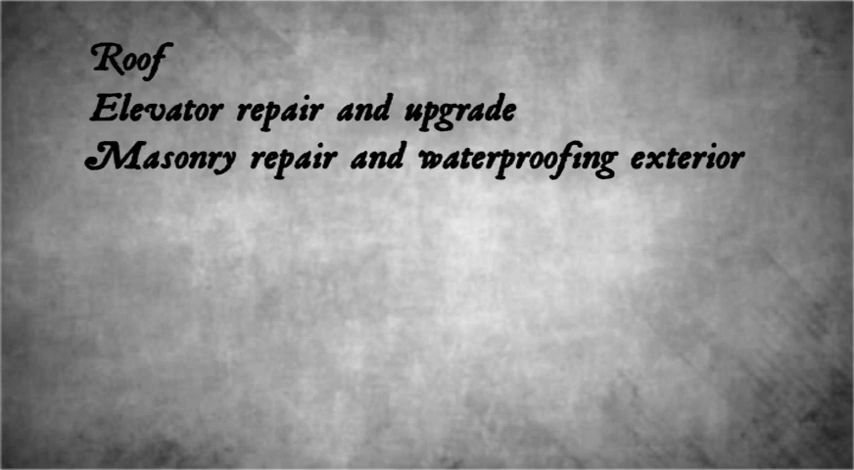 Roof
Elevator repair and upgrade
Masonry repair and waterproofing exterior